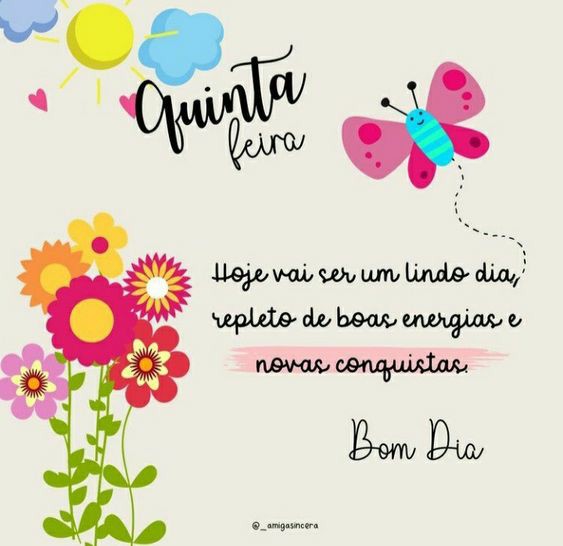 Quinta
feira
Hoje vai ser um lindo dia,
repleto de boas energias e
novas conquistas.
Bom Dia
@_amigasincera